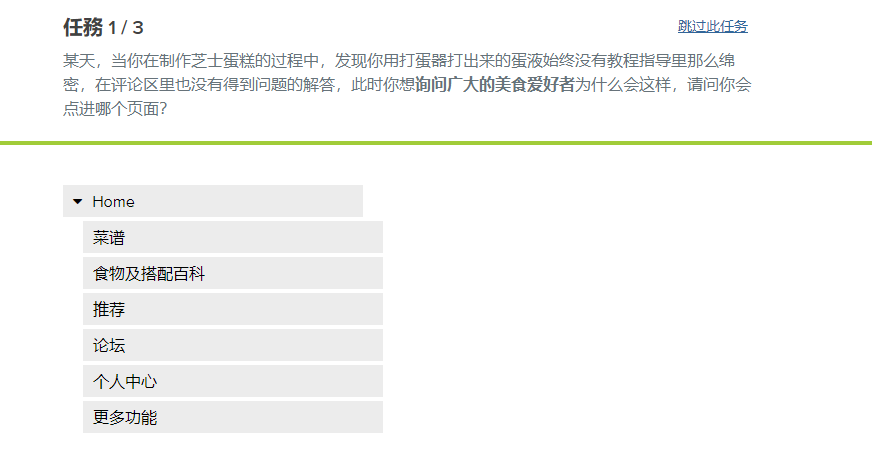 任務 1 / 3
跳过此任务
某天，当你在制作芝士蛋糕的过程中，发现你用打蛋器打出来的蛋液始终没有教程指导里那么绵
密，在评论区里也没有得到问题的解答，此时你想询问广大的美食爱好者为什么会这样，请问你会
点进哪个页面？
Home
菜谱
食物及搭配百科
推荐
论坛
个人中心
更多功能